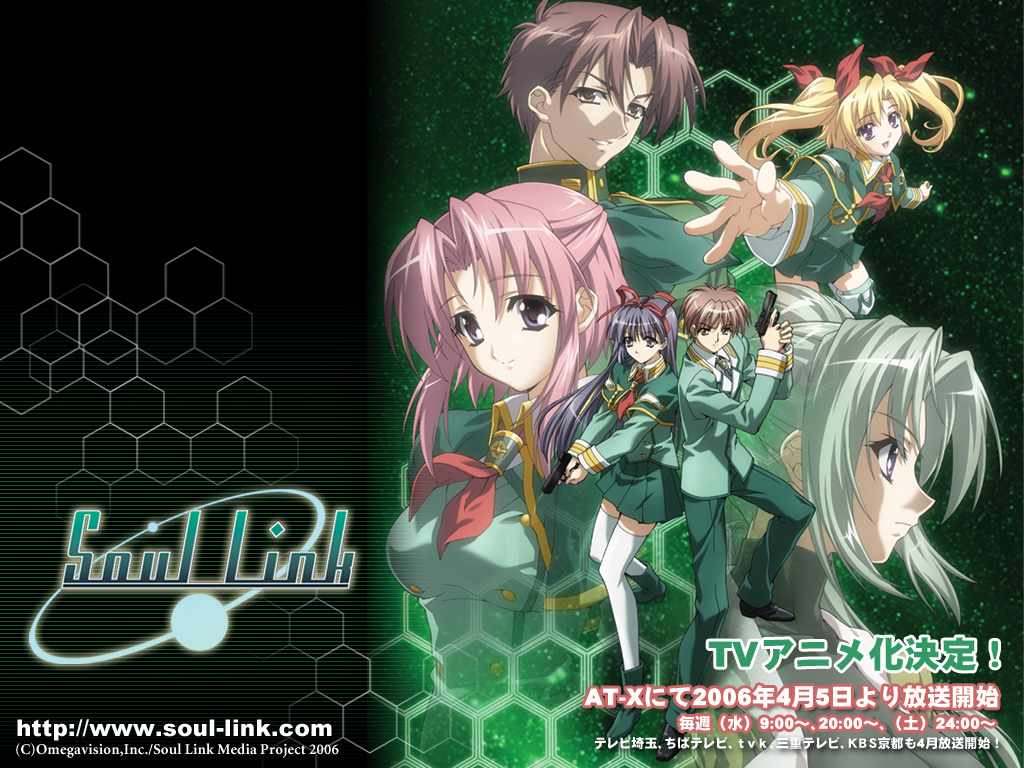 Soul Link
http://www.soul-link.com
(C)Omegavision,Inc./Soul Link Media Project 2006
TVアニメ化決定！
AT-Xにて2006年4月5日より放送開始
毎週（水）9:00～、20:00～、（土）24:00～
テレビ埼玉、ちばテレビ、tvk、三重テレビ、KBS京都も4月放送開始！